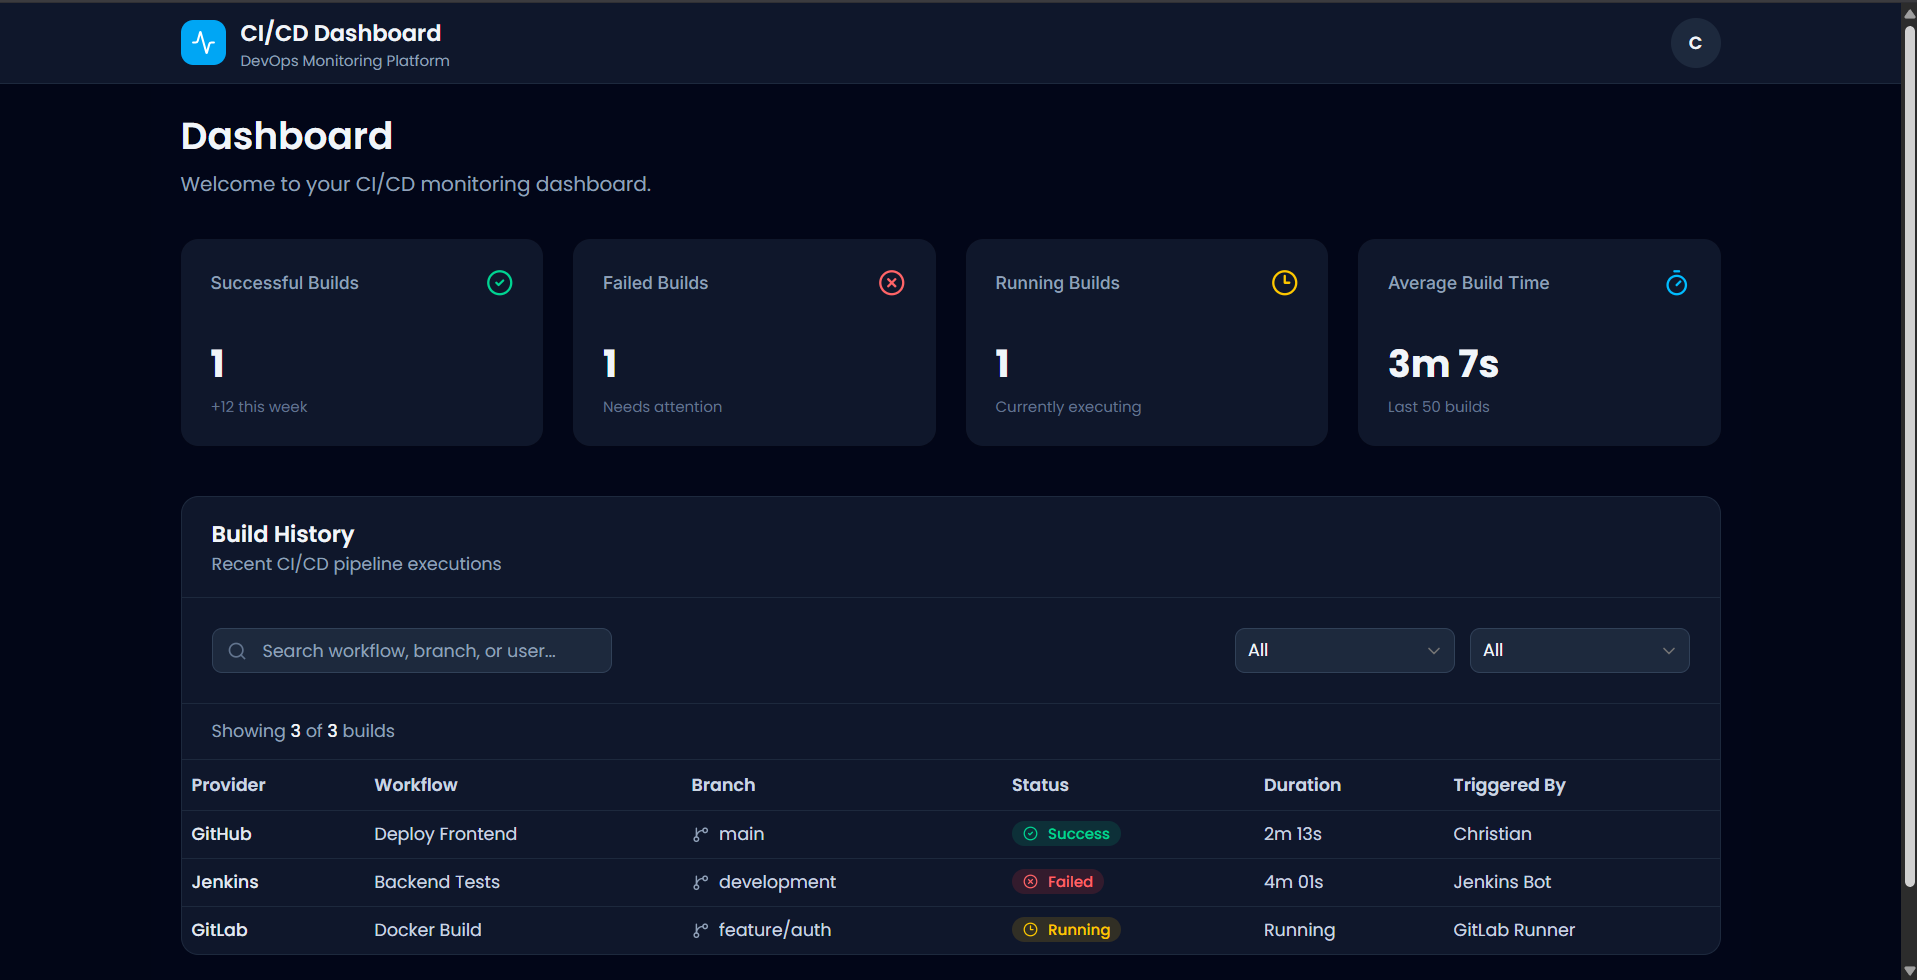 CI/CD Dashboard
DevOps Monitoring Platform
C
Dashboard
Welcome to your CI/CD monitoring dashboard.
Successful Builds
1
+12 this week
Failed Builds
1
Needs attention
Running Builds
1
Currently executing
Average Build Time
3m 7s
Last 50 builds
Build History
Recent CI/CD pipeline executions
Search workflow, branch, or user...
All
All
Showing 3 of 3 builds
Provider Workflow Branch Status Duration Triggered By
GitHub Deploy Frontend main Success 2m 13s Christian
Jenkins Backend Tests development Failed 4m 01s Jenkins Bot
GitLab Docker Build feature/auth Running Running GitLab Runner